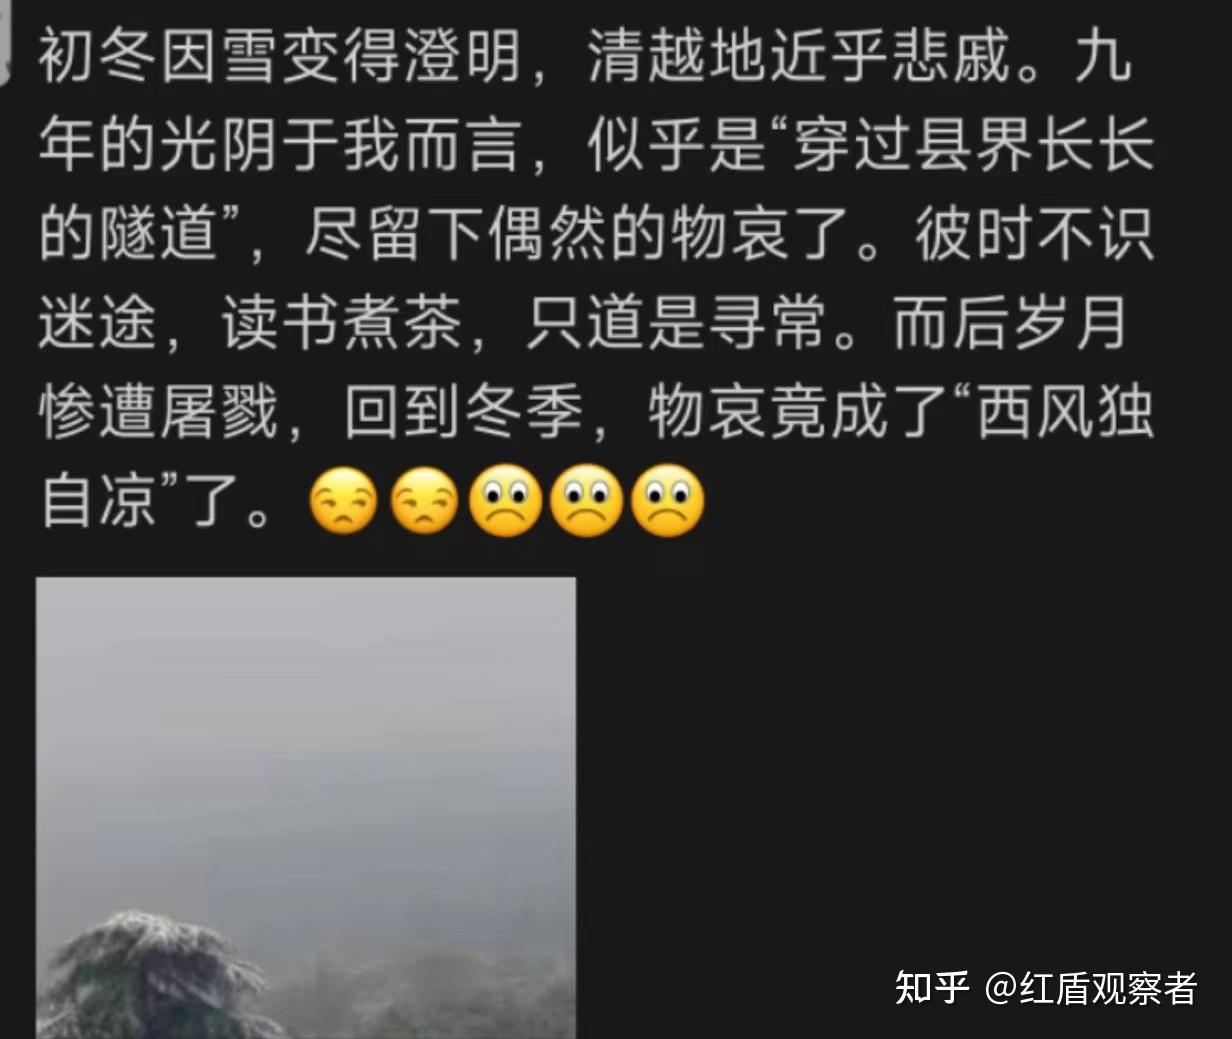 初冬因雪变得澄明，清越地近乎悲戚。九
年的光阴于我而言，似乎是“穿过县界长长
的隧道”，尽留下偶然的物哀了。彼时不识
迷途，读书煮茶，只道是寻常。而后岁月
惨遭屠戮，回到冬季，物哀竟成了“西风独
自凉”了。😒😒🙁🙁🙁
知乎 @红盾观察者